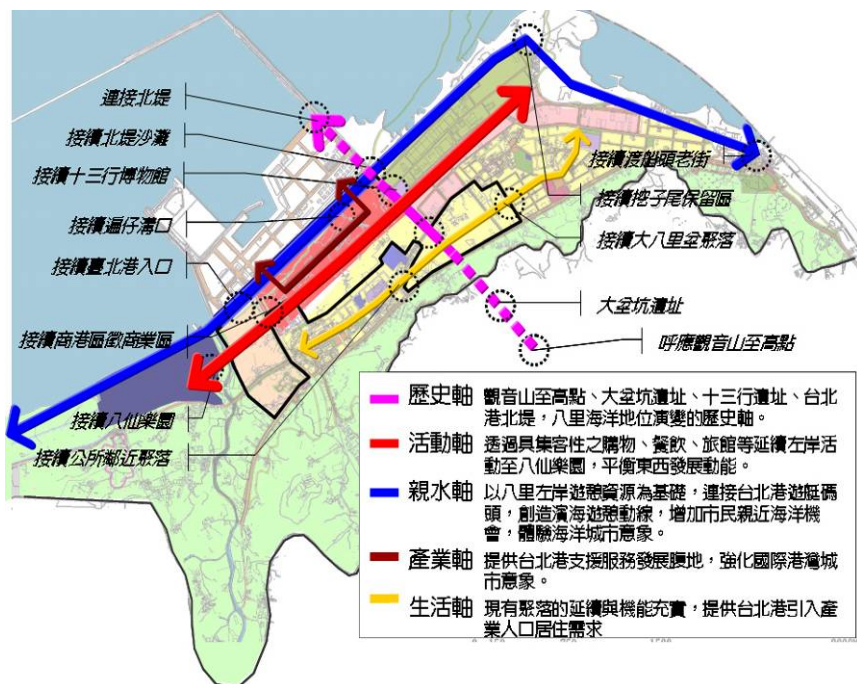 連接北堤
接續北堤沙灘
接續十三行博物館
接續渡船頭老街
接續挖子尾保留區
接續遍仔溝口
接續大八里坌聚落
接續臺北港入口
大坌坑遺址
接續商港區徵商業區
呼應觀音山至高點
接續八仙樂園
接續公所鄰近聚落
歷史軸 觀音山至高點、大坌坑遺址、十三行遺址、台北
港北堤，八里海洋地位演變的歷史軸。
活動軸 透過具集客性之購物、餐飲、旅館等延續左岸活
動至八仙樂園，平衡東西發展動能。
親水軸 以八里左岸遊憩資源為基礎，連接台北港遊艇碼
頭，創造濱海遊憩動線，增加市民親近海洋機
會，體驗海洋城市意象。
產業軸 提供台北港支援服務發展腹地，強化國際港灣城
市意象。
生活軸 現有聚落的延續與機能充實，提供台北港引入產
業人口居住需求